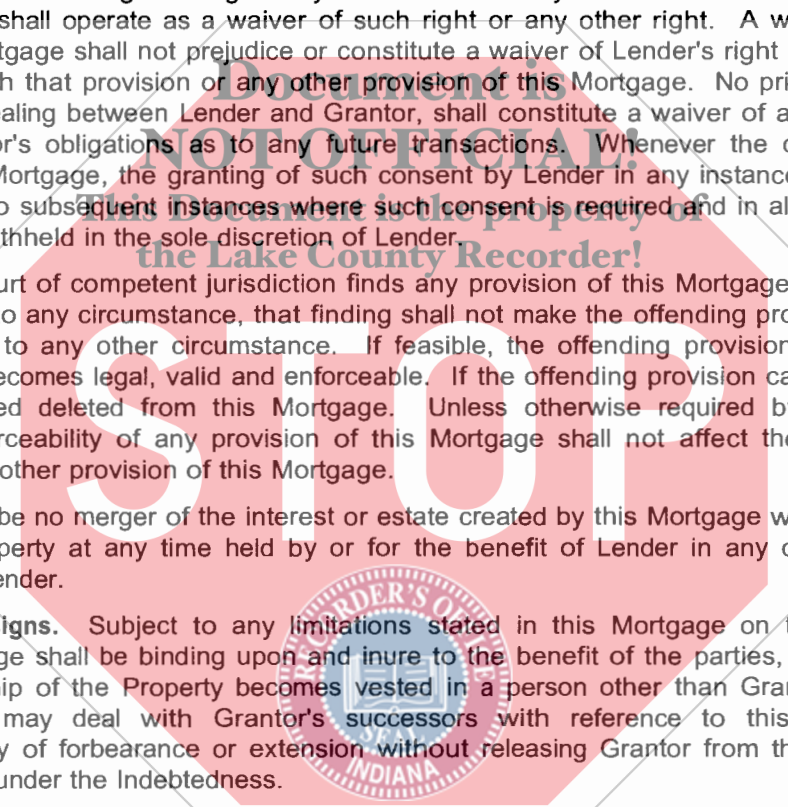 shall operate as a waiver of such right or any other right. A w
tgage shall not prejudice or constitute a waiver of Lender's right
h that provision or any other provision of this Mortgage. No pri
aling between Lender and Grantor, shall constitute a waiver of a
or's obligations as to any future transactions. Whenever the
Mortgage, the granting of such consent by Lender in any instance
o subsequent instances where such consent is required and in al
thheld in the sole discretion of Lender.
Document is
NOT OFFICIAL!
This Document is the property of
the Lake County Recorder!
urt of competent jurisdiction finds any provision of this Mortgage
o any circumstance, that finding shall not make the offending pro
to any other circumstance. If feasible, the offending provision
ecomes legal, valid and enforceable. If the offending provision ca
ed deleted from this Mortgage. Unless otherwise required b
rceability of any provision of this Mortgage shall not affect the
other provision of this Mortgage.
STOP
be no merger of the interest or estate created by this Mortgage w
perty at any time held by or for the benefit of Lender in any
ender.
igns. Subject to any limitations stated in this Mortgage on
ge shall be binding upon and inure to the benefit of the parties,
hip of the Property becomes vested in a person other than Gran
may deal with Grantor's successors with reference to this
y of forbearance or extension without releasing Grantor from th
under the Indebtedness.
RECORDER'S OFFICE
SEAL
INDIANA